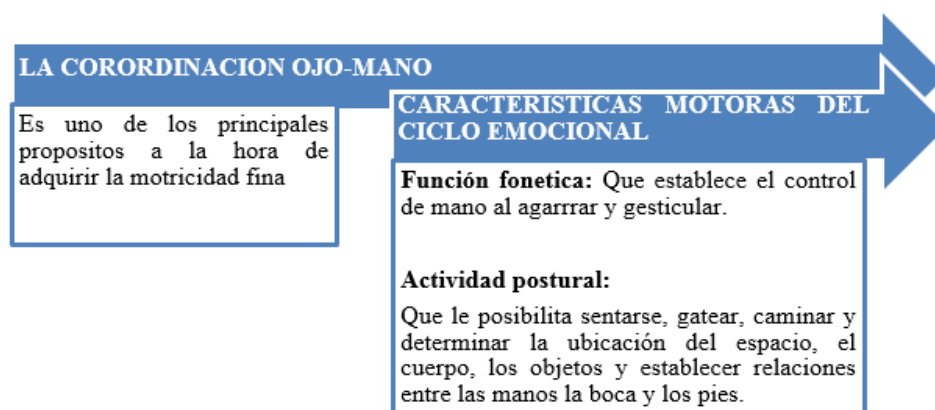 LA CORORDINACION OJO-MANO
Es uno de los principales
propositos a la hora de
adquirir la motricidad fina
CARACTERISTICAS MOTORAS DEL
CICLO EMOCIONAL
Función fonetica: Que establece el control
de mano al agarrrar y gesticular.
Actividad postural:
Que le posibilita sentarse, gatear, caminar y
determinar la ubicación del espacio, el
cuerpo, los objetos y establecer relaciones
entre las manos la boca y los pies.